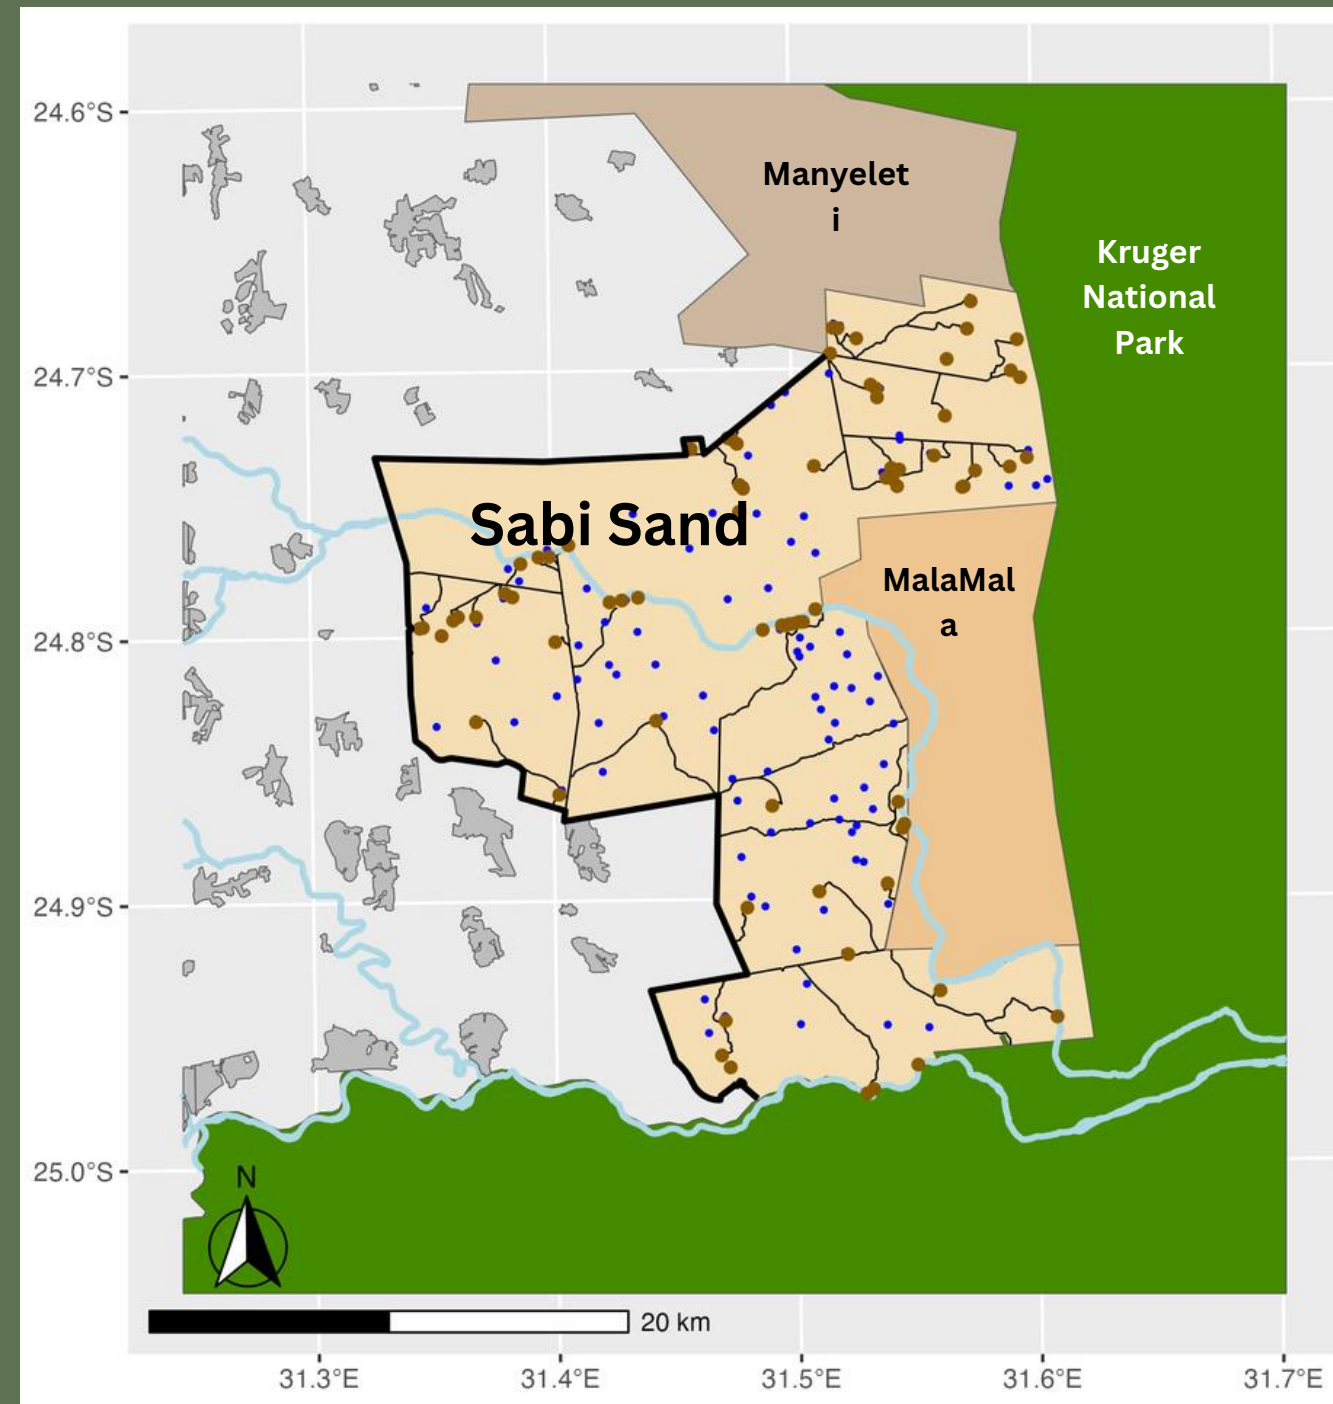 24.6°S
24.7°S
24.8°S
24.9°S
25.0°S
Manyelet
i
Kruger
National
Park
Sabi Sand
MalaMal
a
N
20 km
31.3°E
31.4°E
31.5°E
31.6°E
31.7°E